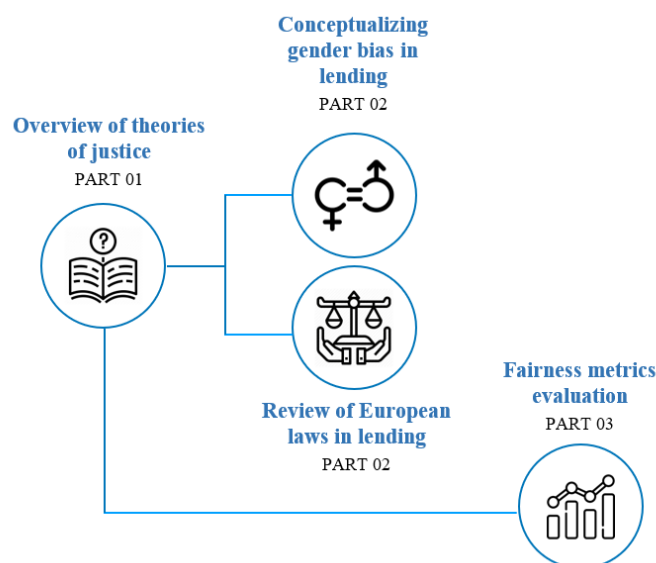 Conceptualizing
gender bias in
lending
PART 02
Overview of theories
of justice
PART 01
?
Review of European
laws in lending
PART 02
Fairness metrics
evaluation
PART 03